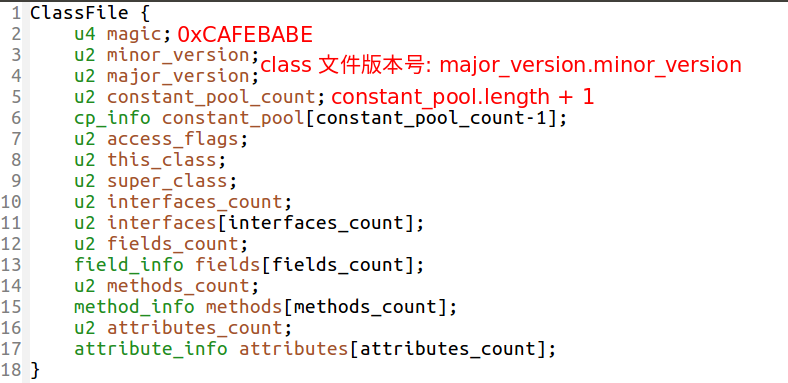 1 ClassFile {
2 u4 magic; 0xCAFEBABE
3 u2 minor_version;
class 文件版本号: major_version.minor_version
4 u2 major_version;
5 u2 constant_pool_count; constant_pool.length + 1
6 cp_info constant_pool[constant_pool_count-1];
7 u2 access_flags;
8 u2 this_class;
9 u2 super_class;
10 u2 interfaces_count;
11 u2 interfaces[interfaces_count];
12 u2 fields_count;
13 field_info fields[fields_count];
14 u2 methods_count;
15 method_info methods[methods_count];
16 u2 attributes_count;
17 attribute_info attributes[attributes_count];
18 }